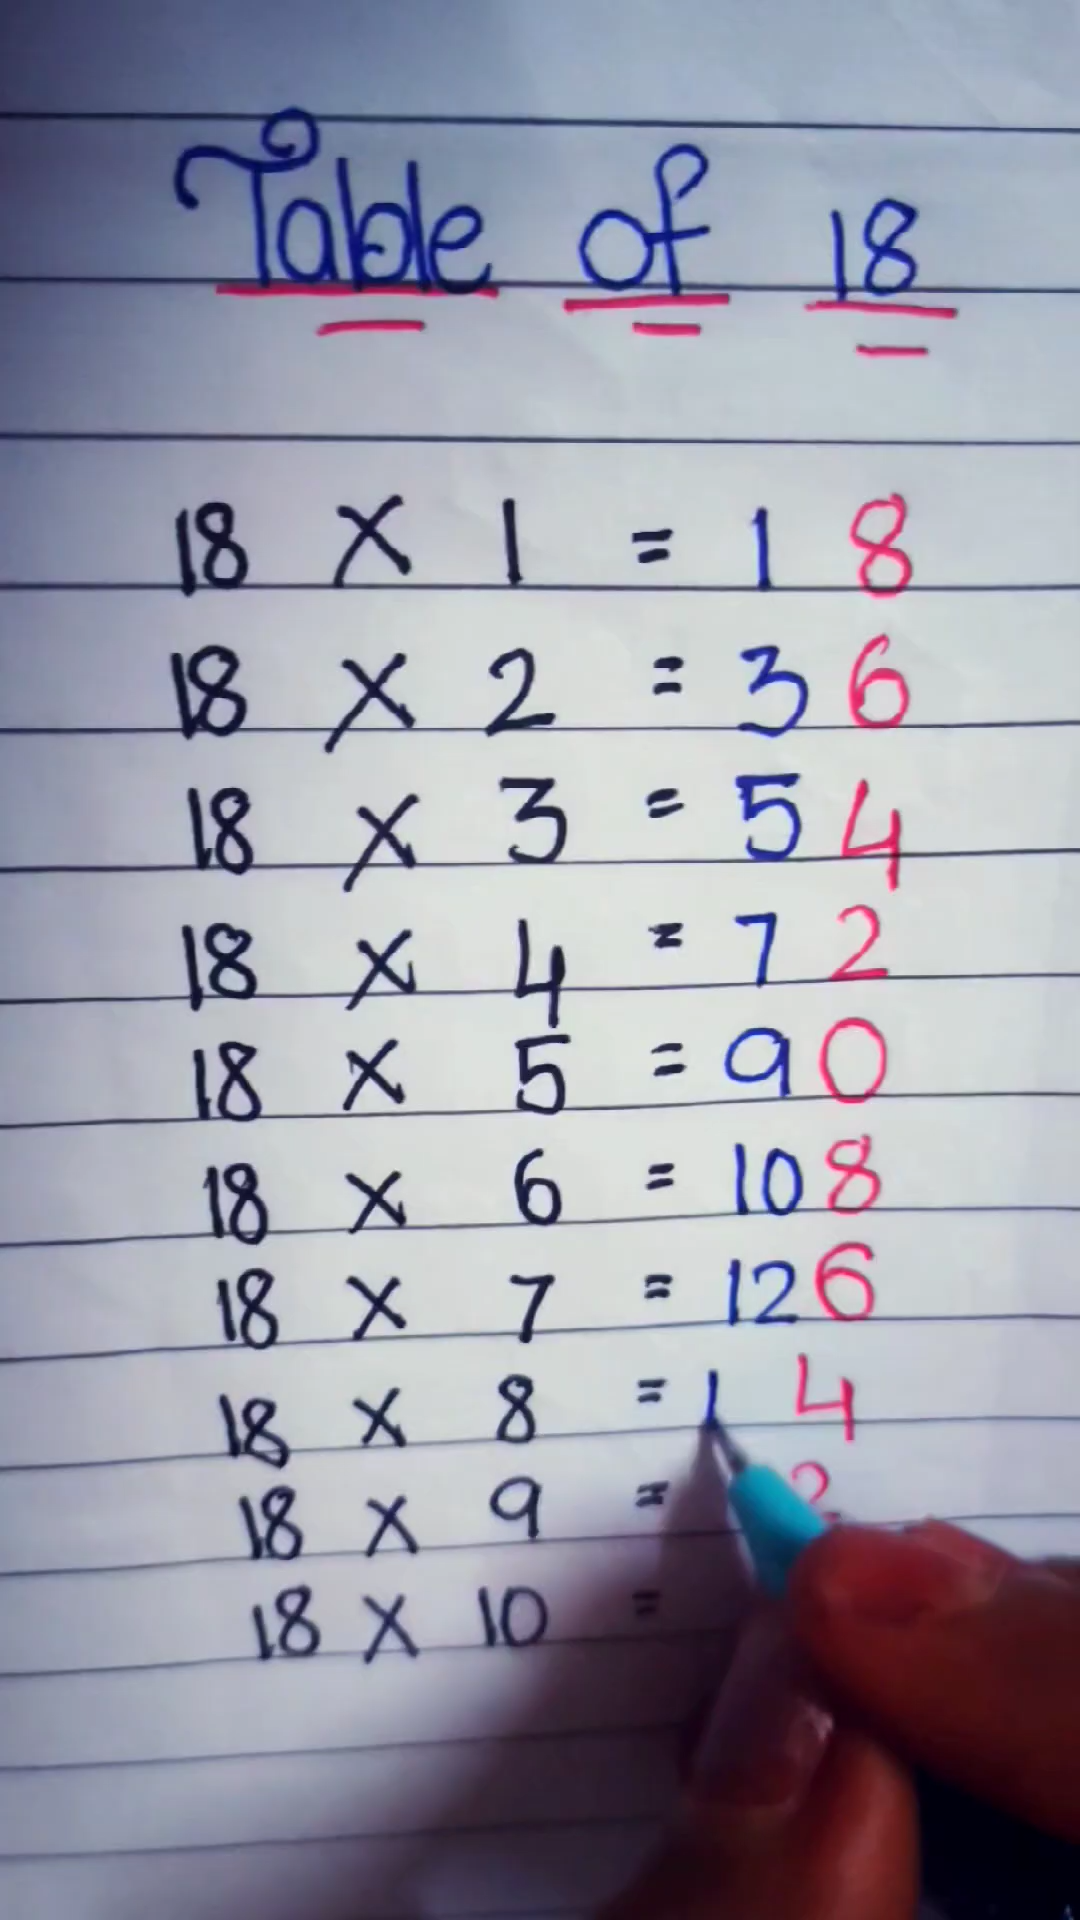 Table of 18
18 × 1 = 18
18 × 2 = 36
18 × 3 = 54
18 × 4 = 72
18 × 5 = 90
18 × 6 = 108
18 × 7 = 126
18 × 8 = 1 4
18 × 9 = 2
18 × 10 =